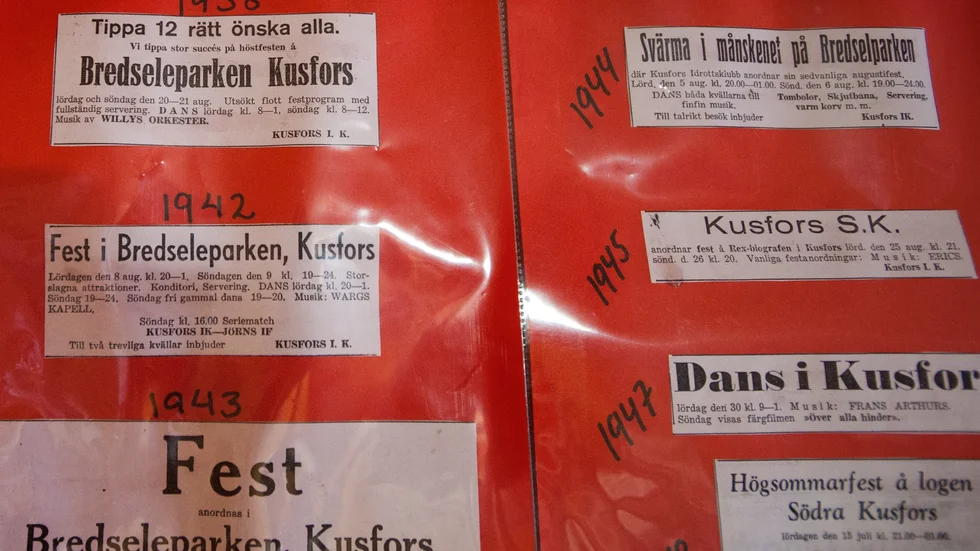 1938
Tippa 12 rätt önska alla.
Vi tippa stor succés på höstfesten å
Bredseleparken Kusfors
lördag och söndag den 20—21 aug. Utsökt flott festprogram med
fullständig servering. DANS lördag kl. 8—1, söndag kl. 8—12.
Musik av WILLYS ORKESTER.
KUSFORS I. K.
1942
Fest i Bredseleparken, Kusfors
Lördagen den 8 aug. kl. 20—1. Söndagen den 9 kl. 19—24. Stor-
slagna attraktioner. Konditori, Servering. DANS lördag kl. 20—1.
Söndag 19—24. Söndag fri gammal dans 19—20. Musik: WARGS
KAPELL.
Söndag kl. 16.00 Seriematch
KUSFORS IK—JÖRNS IF
Till två trevliga kvällar inbjuder KUSFORS I. K.
1943
Fest
anordnas i
Bredseleparken, Kusfors
1944
Svärma i månskenet på Bredselparken
där Kusfors Idrottsklubb anordnar sin sedvanliga augustifest.
Lörd. den 5 aug. kl. 20.00—01.00. Sönd. den 6 aug. kl. 19.00—24.00.
DANS båda kvällarna till Tombolor, Skjutbana, Servering,
finfin musik. varm korv m. m.
Till talrikt besök inbjuder Kusfors IK.
1945
Kusfors S.K.
anordnar fest å Rex-biografen i Kusfors lörd. den 25 aug. kl. 21.
sönd. d. 26 kl. 20. Vanliga festanordningar: Musik: ERICS.
Kusfors I. K.
1947
Dans i Kusfor
lördag den 30 kl. 9—1. Musik: FRANS ARTHURS.
Söndag visas färgfilmen »Över alla hinder».
Högsommarfest å logen
Södra Kusfors
lördagen den 15 juli kl. 21.00—01.00.